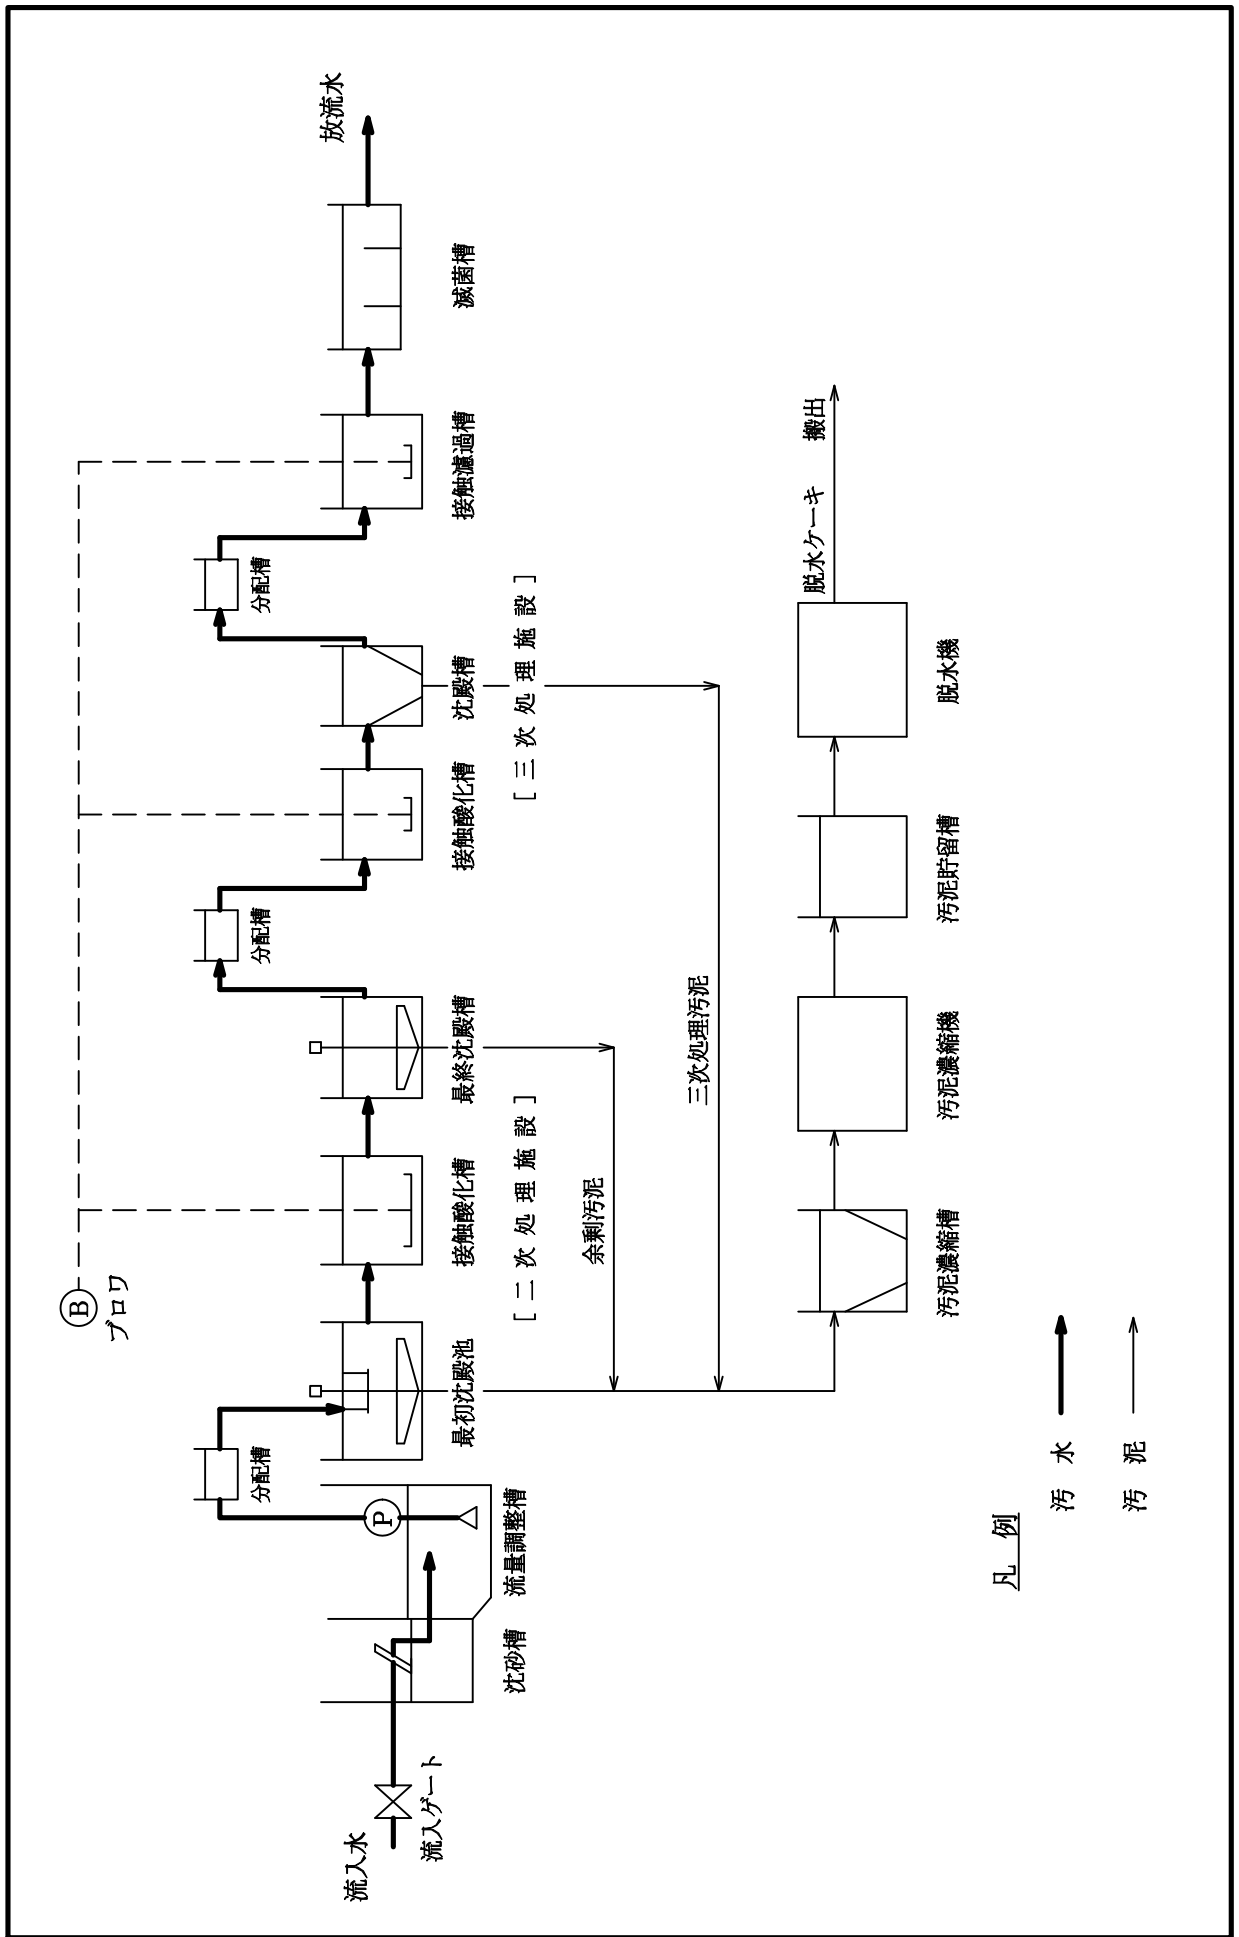 B
ブロワ
分配槽
分配槽
分配槽
流入水
流入ゲート
P
放流水
沈砂槽
流量調整槽
最初沈殿池
接触酸化槽
最終沈殿槽
接触酸化槽
沈殿槽
接触濾過槽
滅菌槽
[ 二 次 処 理 施 設 ]
[ 三 次 処 理 施 設 ]
余剰汚泥
三次処理汚泥
脱水ケーキ 搬出
汚泥濃縮槽
汚泥濃縮機
汚泥貯留槽
脱水機
凡 例
汚 水
汚 泥